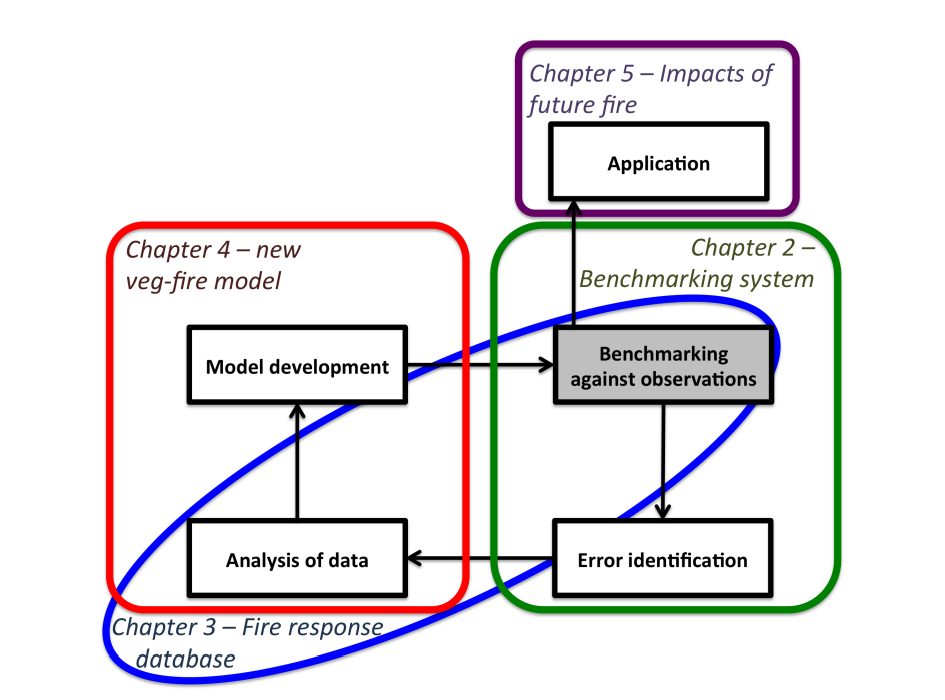 Chapter 5 – Impacts of
future fire
Application
Chapter 4 – new
veg-fire model
Chapter 2 –
Benchmarking system
Model development
Benchmarking
against observations
Analysis of data
Error identification
Chapter 3 – Fire response
database